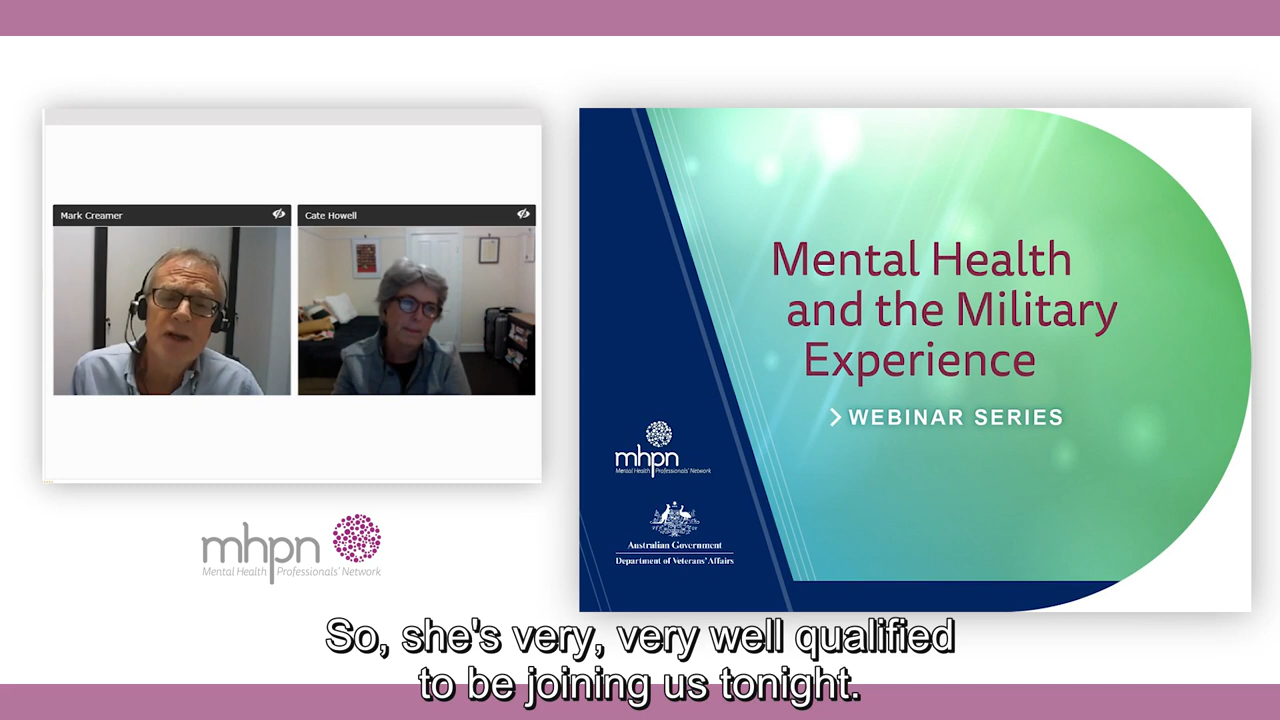 Mark Creamer
Cate Howell
Mental Health
and the Military
Experience
WEBINAR SERIES
mhpn
Mental Health Professionals' Network
Australian Government
Department of Veterans' Affairs
mhpn
Mental Health Professionals' Network
So, she's very, very well qualified
to be joining us tonight.